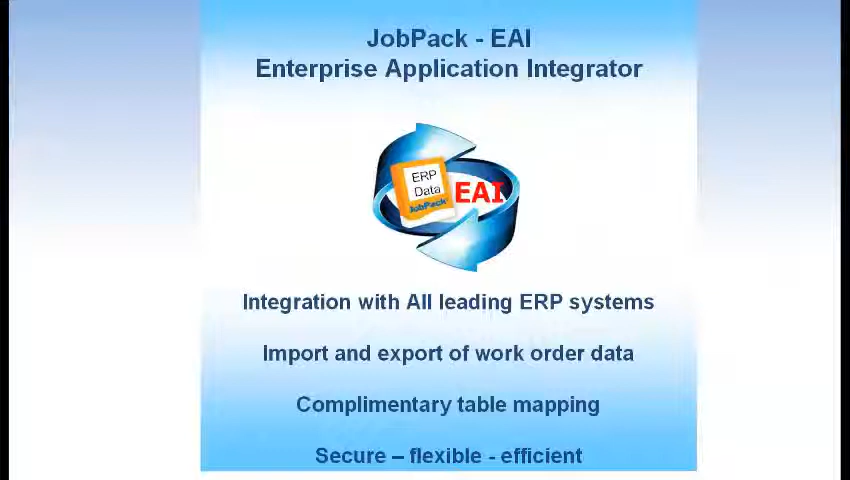 JobPack - EAI
Enterprise Application Integrator
ERP
Data
EAI
JobPack
Integration with All leading ERP systems
Import and export of work order data
Complimentary table mapping
Secure – flexible - efficient